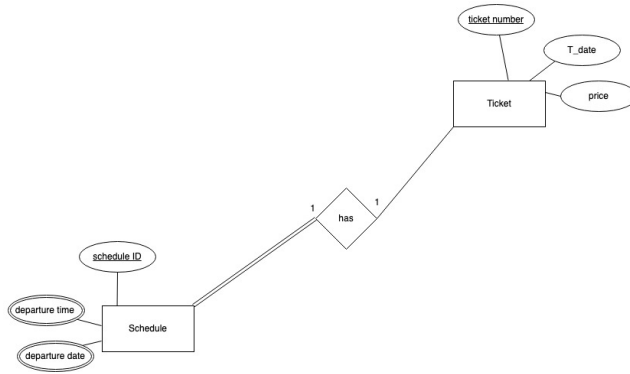 ticket number
T_date
price
Ticket
1
1
has
schedule ID
departure time
Schedule
departure date